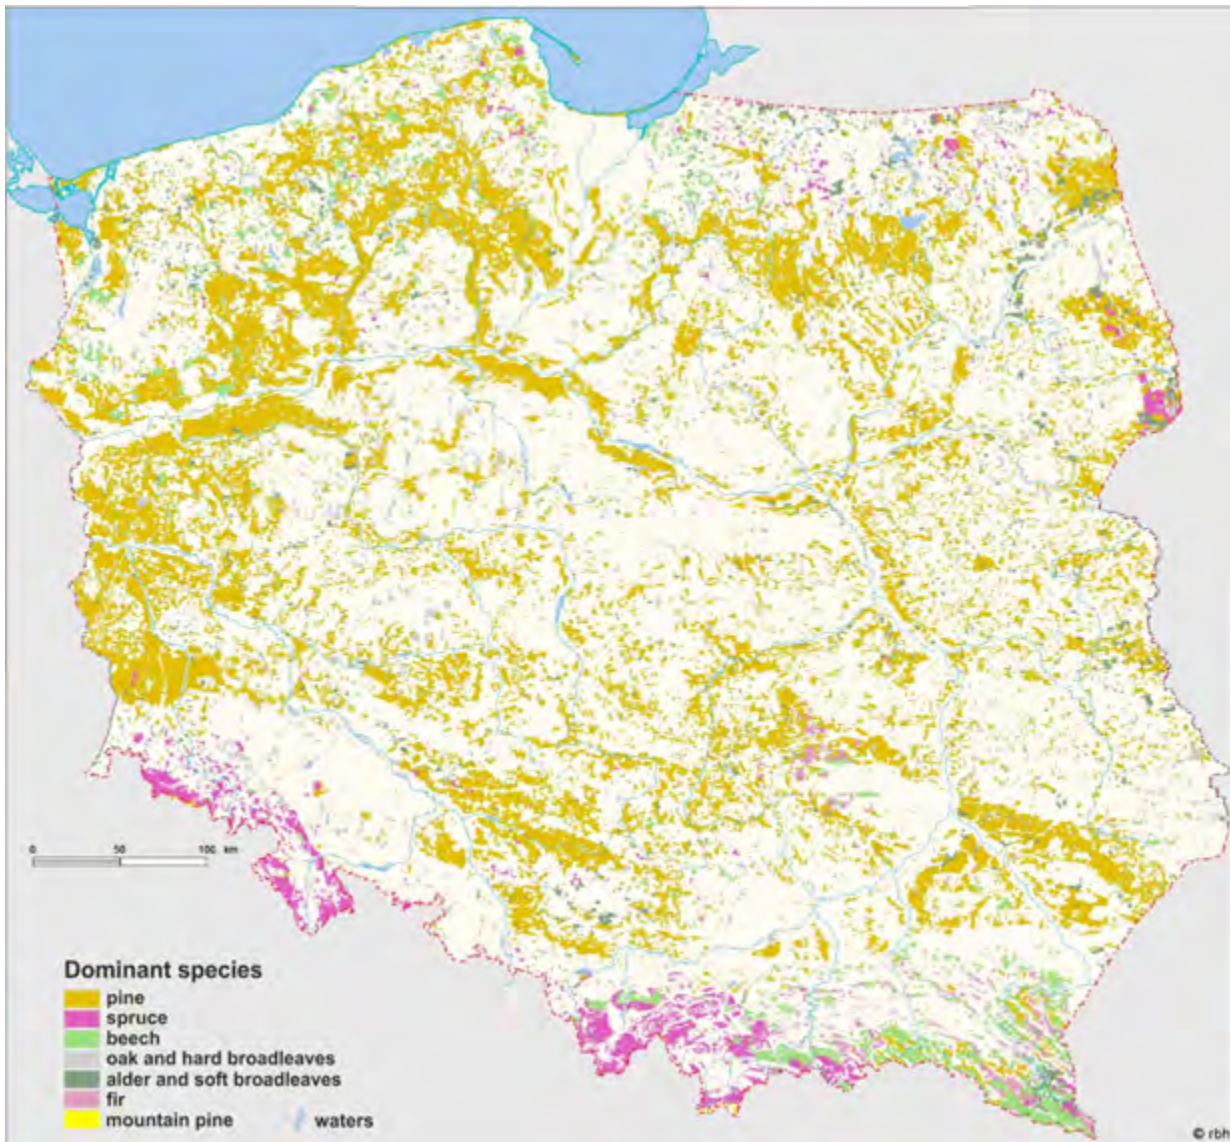 0 50 100 km
Dominant species
pine
spruce
beech
oak and hard broadleaves
alder and soft broadleaves
fir
mountain pine waters